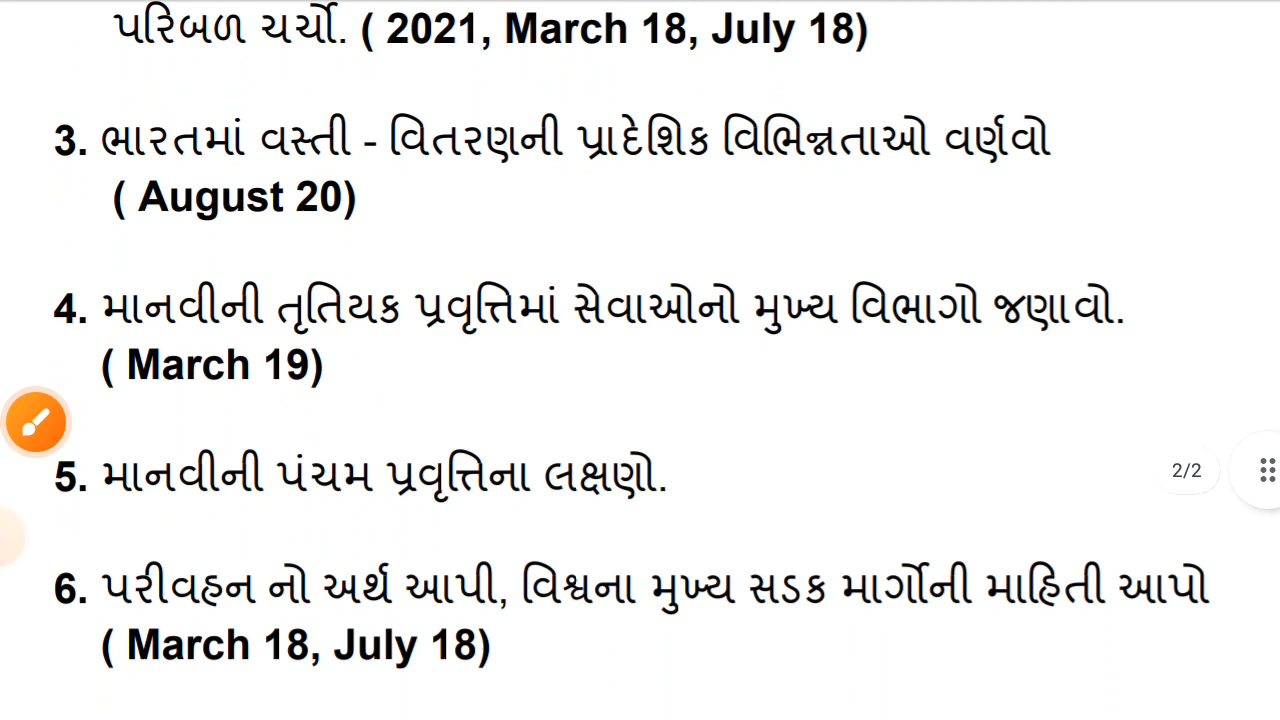 પરિબળ ચર્ચો. ( 2021, March 18, July 18)
3. ભારતમાં વસ્તી - વિતરણની પ્રાદેશિક વિભિન્નતાઓ વર્ણવો
( August 20)
4. માનવીની તૃતિયક પ્રવૃત્તિમાં સેવાઓનો મુખ્ય વિભાગો જણાવો.
( March 19)
5. માનવીની પંચમ પ્રવૃત્તિના લક્ષણો.
2/2
6. પરીવહન નો અર્થ આપી, વિશ્વના મુખ્ય સડક માર્ગોની માહિતી આપો
( March 18, July 18)